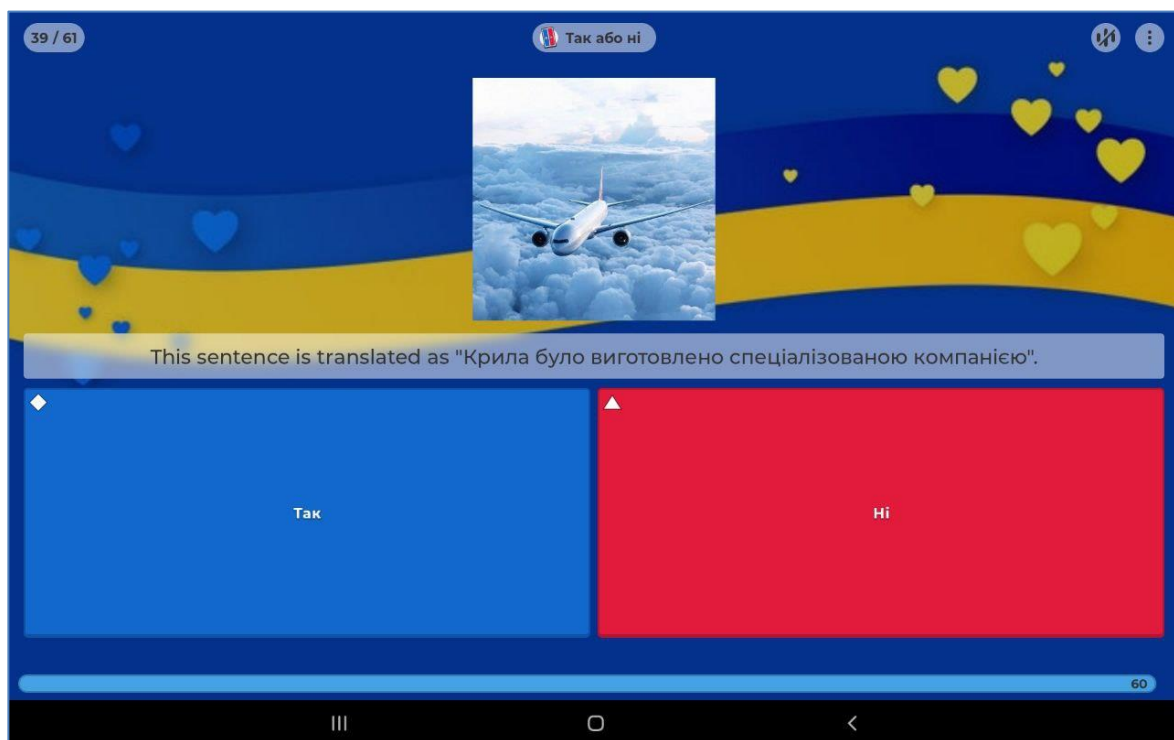 39 / 61
Так або ні
This sentence is translated as "Крила було виготовлено спеціалізованою компанією".
Так
Ні
60